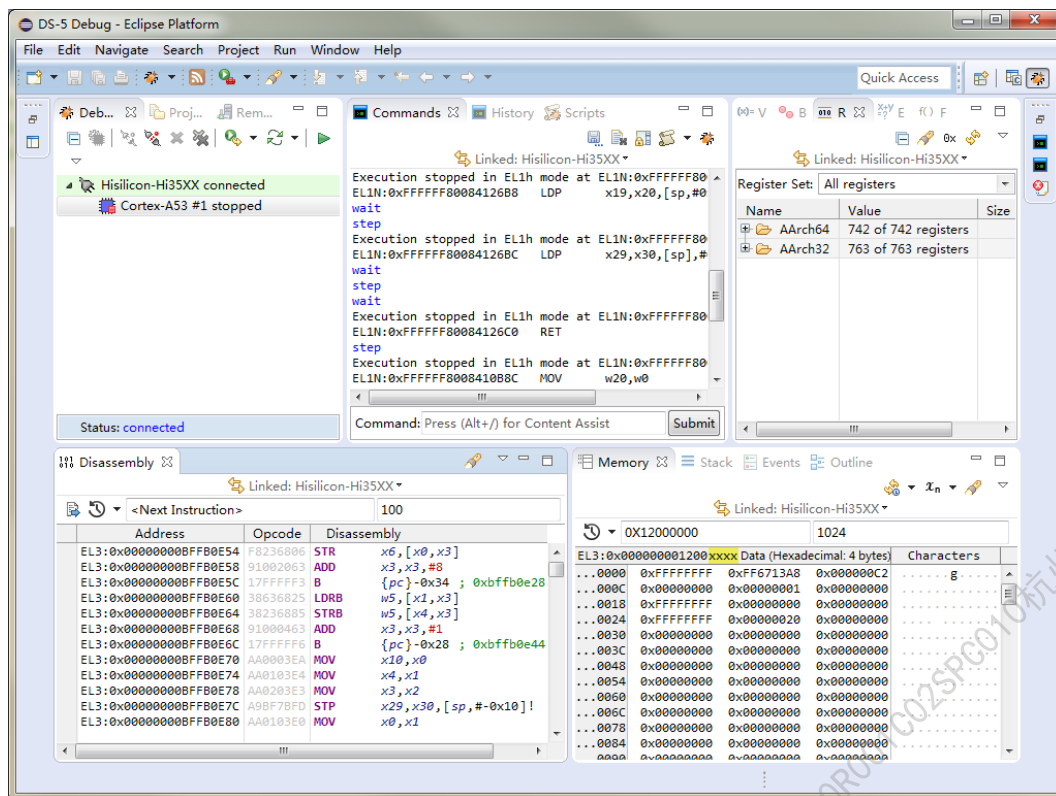 DS-5 Debug - Eclipse Platform
File Edit Navigate Search Project Run Window Help
Quick Access
Deb... Proj... Rem...
Linked: Hisilicon-Hi35XX
Hisilicon-Hi35XX connected
Cortex-A53 #1 stopped
Status: connected
Commands History Scripts
Linked: Hisilicon-Hi35XX
Execution stopped in EL1h mode at EL1N:0xFFFFFF80
EL1N:0xFFFFFF80084126B8 LDP x19,x20,[sp,#0
wait
step
Execution stopped in EL1h mode at EL1N:0xFFFFFF80
EL1N:0xFFFFFF80084126BC LDP x29,x30,[sp],#
wait
step
wait
Execution stopped in EL1h mode at EL1N:0xFFFFFF80
EL1N:0xFFFFFF80084126C0 RET
step
Execution stopped in EL1h mode at EL1N:0xFFFFFF80
EL1N:0xFFFFFF8008410B8C MOV w20,w0
Command: Press (Alt+/) for Content Assist Submit
(x)= V B R E f() F
Linked: Hisilicon-Hi35XX
Register Set: All registers
Name Value Size
AArch64 742 of 742 registers
AArch32 763 of 763 registers
Disassembly
Linked: Hisilicon-Hi35XX
<Next Instruction> 100
Address Opcode Disassembly
EL3:0x00000000BFFB0E54 F8236806 STR x6,[x0,x3]
EL3:0x00000000BFFB0E58 91002063 ADD x3,x3,#8
EL3:0x00000000BFFB0E5C 17FFFFF3 B {pc}-0x34 ; 0xbffb0e28
EL3:0x00000000BFFB0E60 38636825 LDRB w5,[x1,x3]
EL3:0x00000000BFFB0E64 38236885 STRB w5,[x4,x3]
EL3:0x00000000BFFB0E68 91000463 ADD x3,x3,#1
EL3:0x00000000BFFB0E6C 17FFFFF6 B {pc}-0x28 ; 0xbffb0e44
EL3:0x00000000BFFB0E70 AA0003EA MOV x10,x0
EL3:0x00000000BFFB0E74 AA0103E4 MOV x4,x1
EL3:0x00000000BFFB0E78 AA0203E3 MOV x3,x2
EL3:0x00000000BFFB0E7C A9BF7BFD STP x29,x30,[sp,#-0x10]!
EL3:0x00000000BFFB0E80 AA0103E0 MOV x0,x1
Memory Stack Events Outline
Linked: Hisilicon-Hi35XX
0X12000000 1024
EL3:0x000000001200xxxx Data (Hexadecimal: 4 bytes) Characters
...0000 0xFFFFFFFF 0xFF6713A8 0x000000C2 ......g.....
...000C 0x00000000 0x00000001 0x00000000 ............
...0018 0xFFFFFFFF 0x00000000 0x00000000 ............
...0024 0xFFFFFFFF 0x00000020 0x00000000 ............
...0030 0x00000000 0x00000000 0x00000000 ............
...003C 0x00000000 0x00000000 0x00000000 ............
...0048 0x00000000 0x00000000 0x00000000 ............
...0054 0x00000000 0x00000000 0x00000000 ............
...0060 0x00000000 0x00000000 0x00000000 ............
...006C 0x00000000 0x00000000 0x00000000 ............
...0078 0x00000000 0x00000000 0x00000000 ............
...0084 0x00000000 0x00000000 0x00000000 ............
...0090 0x00000000 0x00000000 0x00000000